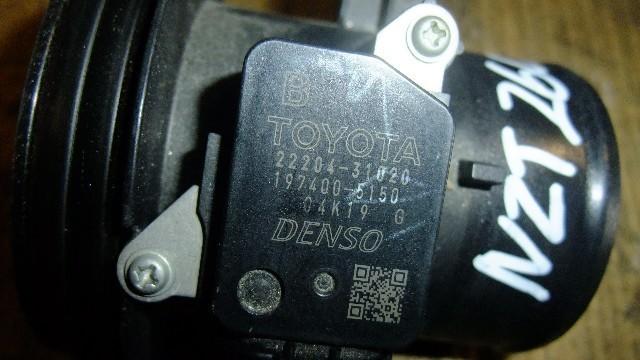 B
TOYOTA
22204-31020
197400-5150
04K19 G
DENSO
NZT 260